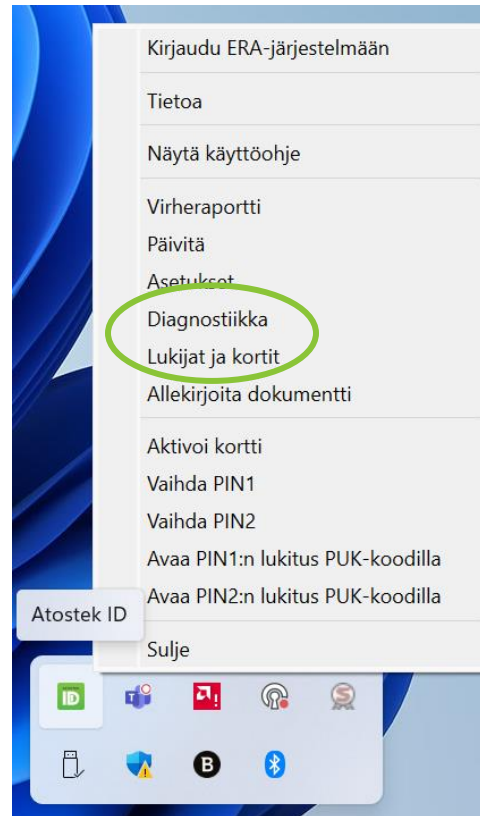 Kirjaudu ERA-järjestelmään
Tietoa
Näytä käyttöohje
Virheraportti
Päivitä
Asetukset
Diagnostiikka
Lukijat ja kortit
Allekirjoita dokumentti
Aktivoi kortti
Vaihda PIN1
Vaihda PIN2
Avaa PIN1:n lukitus PUK-koodilla
Avaa PIN2:n lukitus PUK-koodilla
Atostek ID
Sulje
ID
B